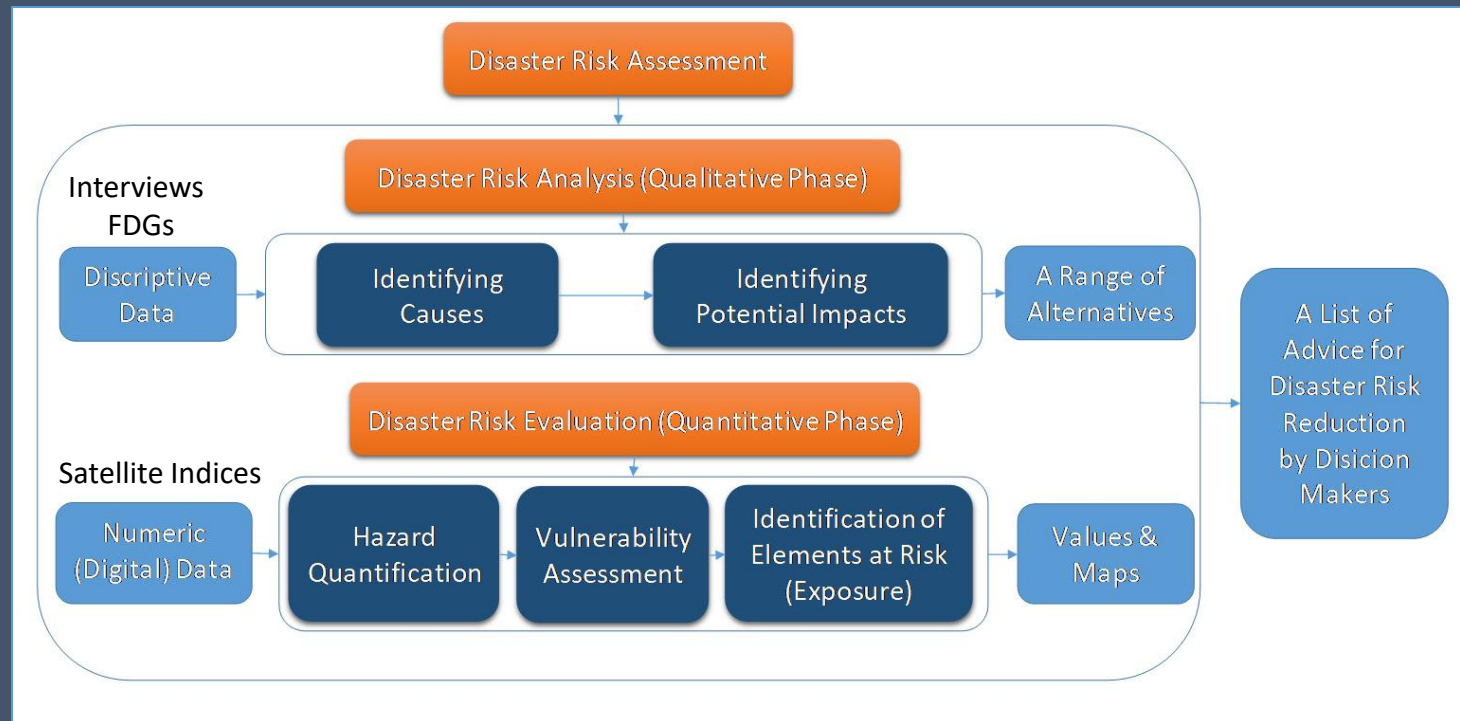 Disaster Risk Assessment
Disaster Risk Analysis (Qualitative Phase)
Interviews
FDGs
Discriptive
Data
Identifying
Causes
Identifying
Potential Impacts
A Range of
Alternatives
Disaster Risk Evaluation (Quantitative Phase)
Satellite Indices
Numeric
(Digital) Data
Hazard
Quantification
Vulnerability
Assessment
Identification of
Elements at Risk
(Exposure)
Values &
Maps
A List of
Advice for
Disaster Risk
Reduction
by Disicion
Makers